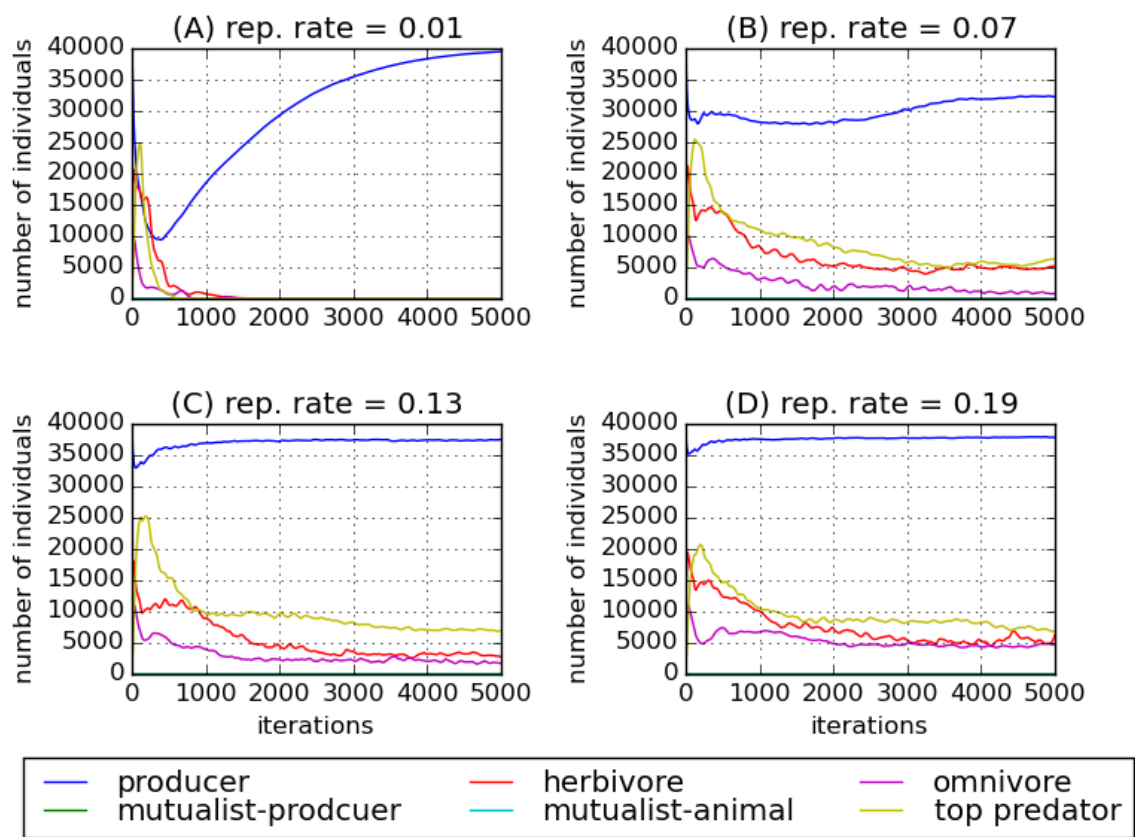 (A) rep. rate = 0.01
(B) rep. rate = 0.07
number of individuals
40000
35000
30000
25000
20000
15000
10000
5000
0
0 1000 2000 3000 4000 5000
number of individuals
40000
35000
30000
25000
20000
15000
10000
5000
0
0 1000 2000 3000 4000 5000
(C) rep. rate = 0.13
(D) rep. rate = 0.19
number of individuals
40000
35000
30000
25000
20000
15000
10000
5000
0
0 1000 2000 3000 4000 5000
iterations
number of individuals
40000
35000
30000
25000
20000
15000
10000
5000
0
0 1000 2000 3000 4000 5000
iterations
producer herbivore omnivore
mutualist-prodcuer mutualist-animal top predator